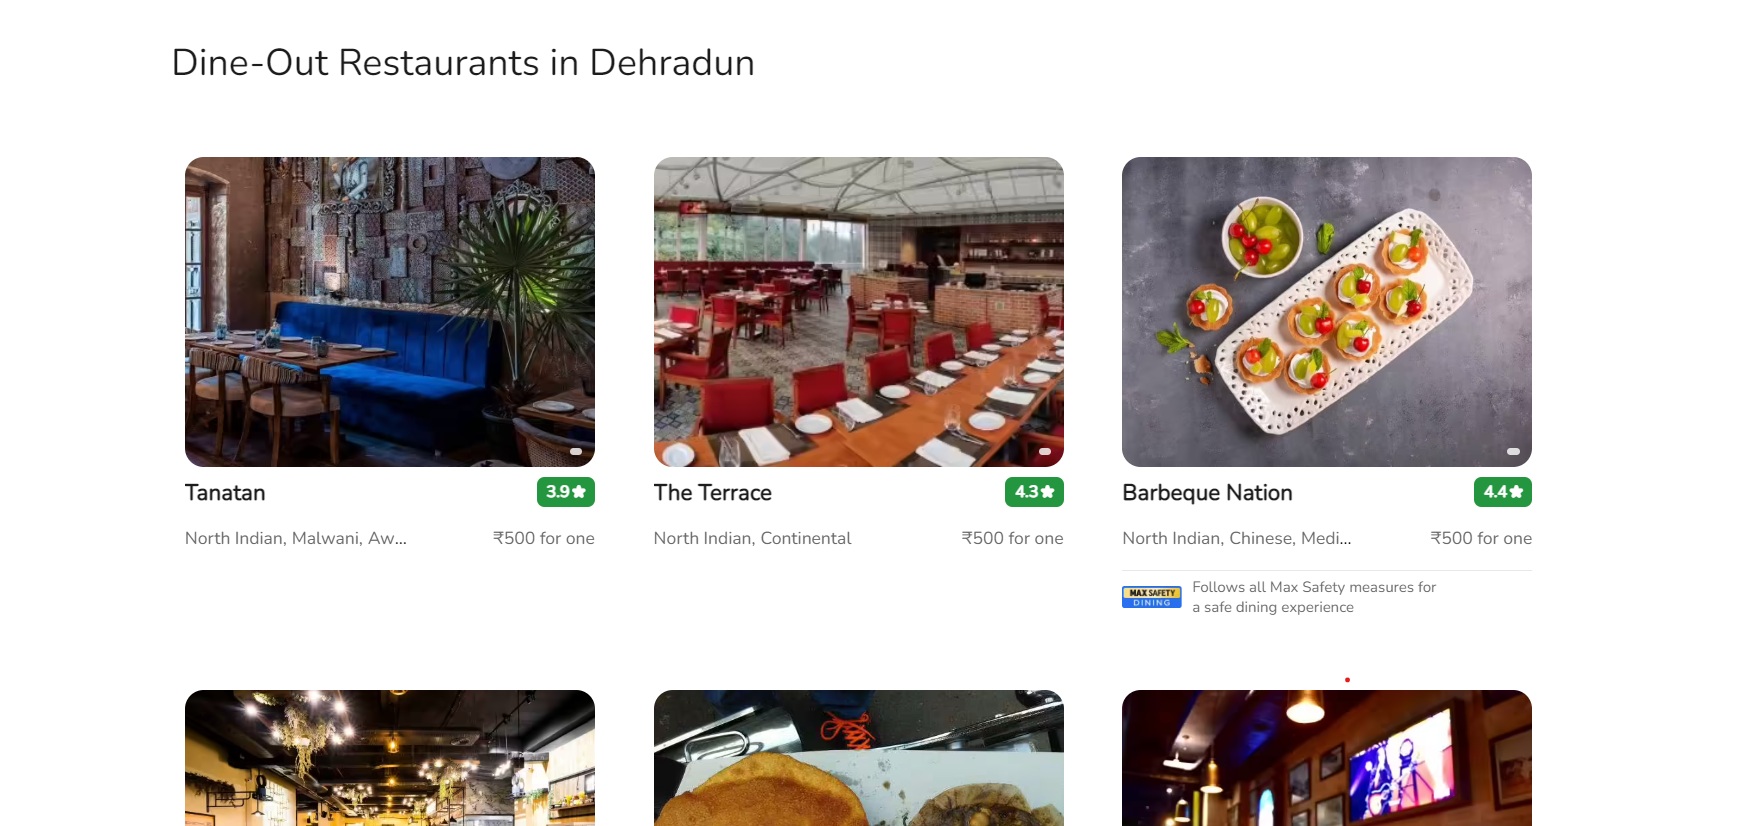 Dine-Out Restaurants in Dehradun
Tanatan
3.9
North Indian, Malwani, Aw...
₹500 for one
The Terrace
4.3
North Indian, Continental
₹500 for one
Barbeque Nation
4.4
North Indian, Chinese, Medi...
₹500 for one
MAX SAFETY
DINING
Follows all Max Safety measures for
a safe dining experience